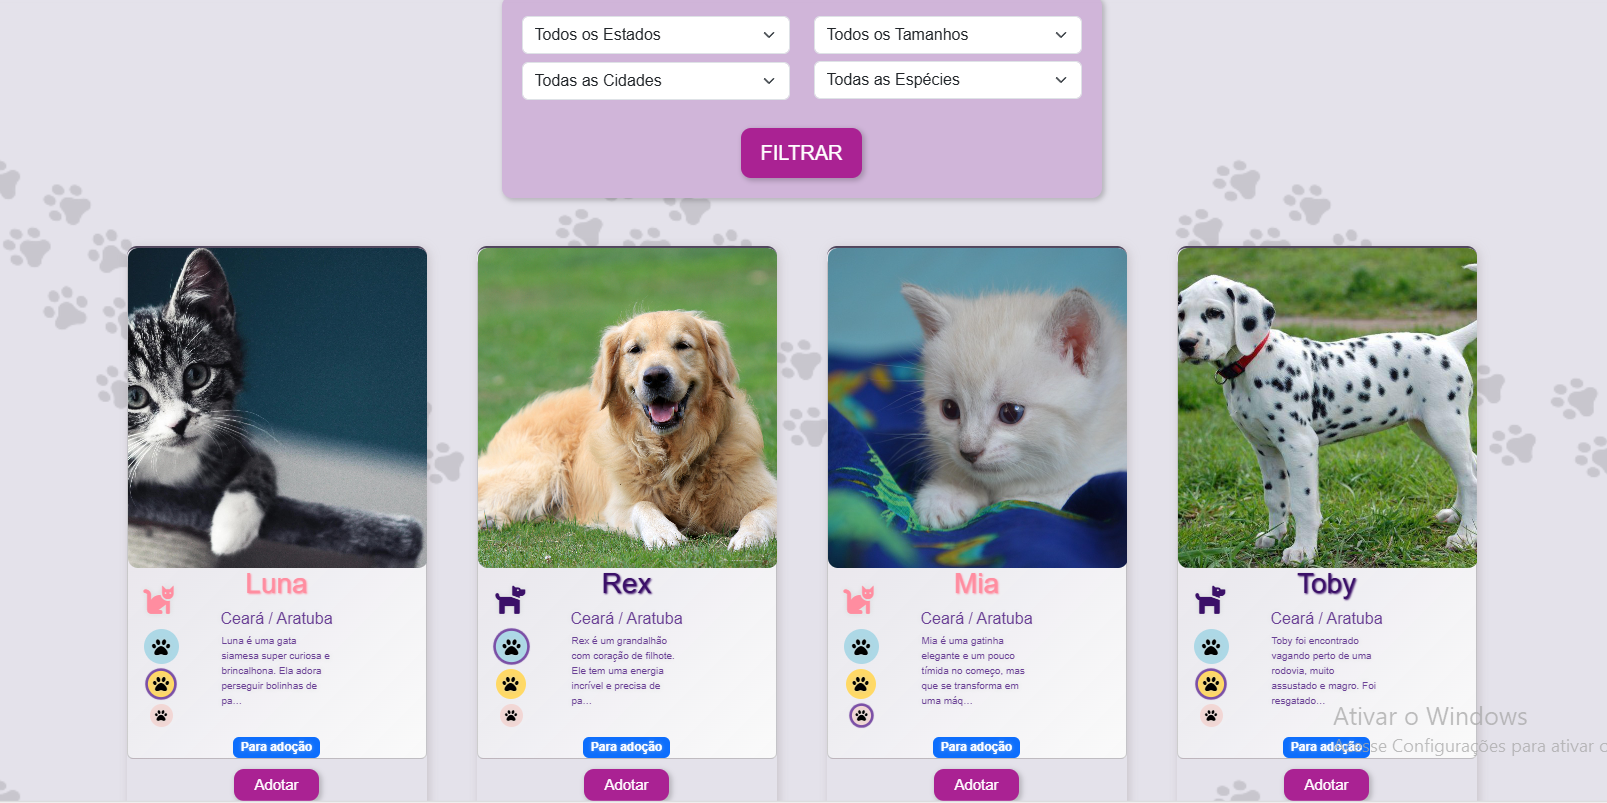 Todos os Estados
Todos os Tamanhos
Todas as Cidades
Todas as Espécies
FILTRAR
Luna
Ceará / Aratuba
Luna é uma gata
siamesa super curiosa e
brincalhona. Ela adora
perseguir bolinhas de
pa...
Para adoção
Adotar
Rex
Ceará / Aratuba
Rex é um grandalhão
com coração de filhote.
Ele tem uma energia
incrível e precisa de
pa...
Para adoção
Adotar
Mia
Ceará / Aratuba
Mia é uma gatinha
elegante e um pouco
tímida no começo, mas
que se transforma em
uma máq...
Para adoção
Adotar
Toby
Ceará / Aratuba
Toby foi encontrado
vagando perto de uma
rodovia, muito
assustado e magro. Foi
resgatado...
Para adoção
Adotar
Ativar o Windows
Configurações para ativar o